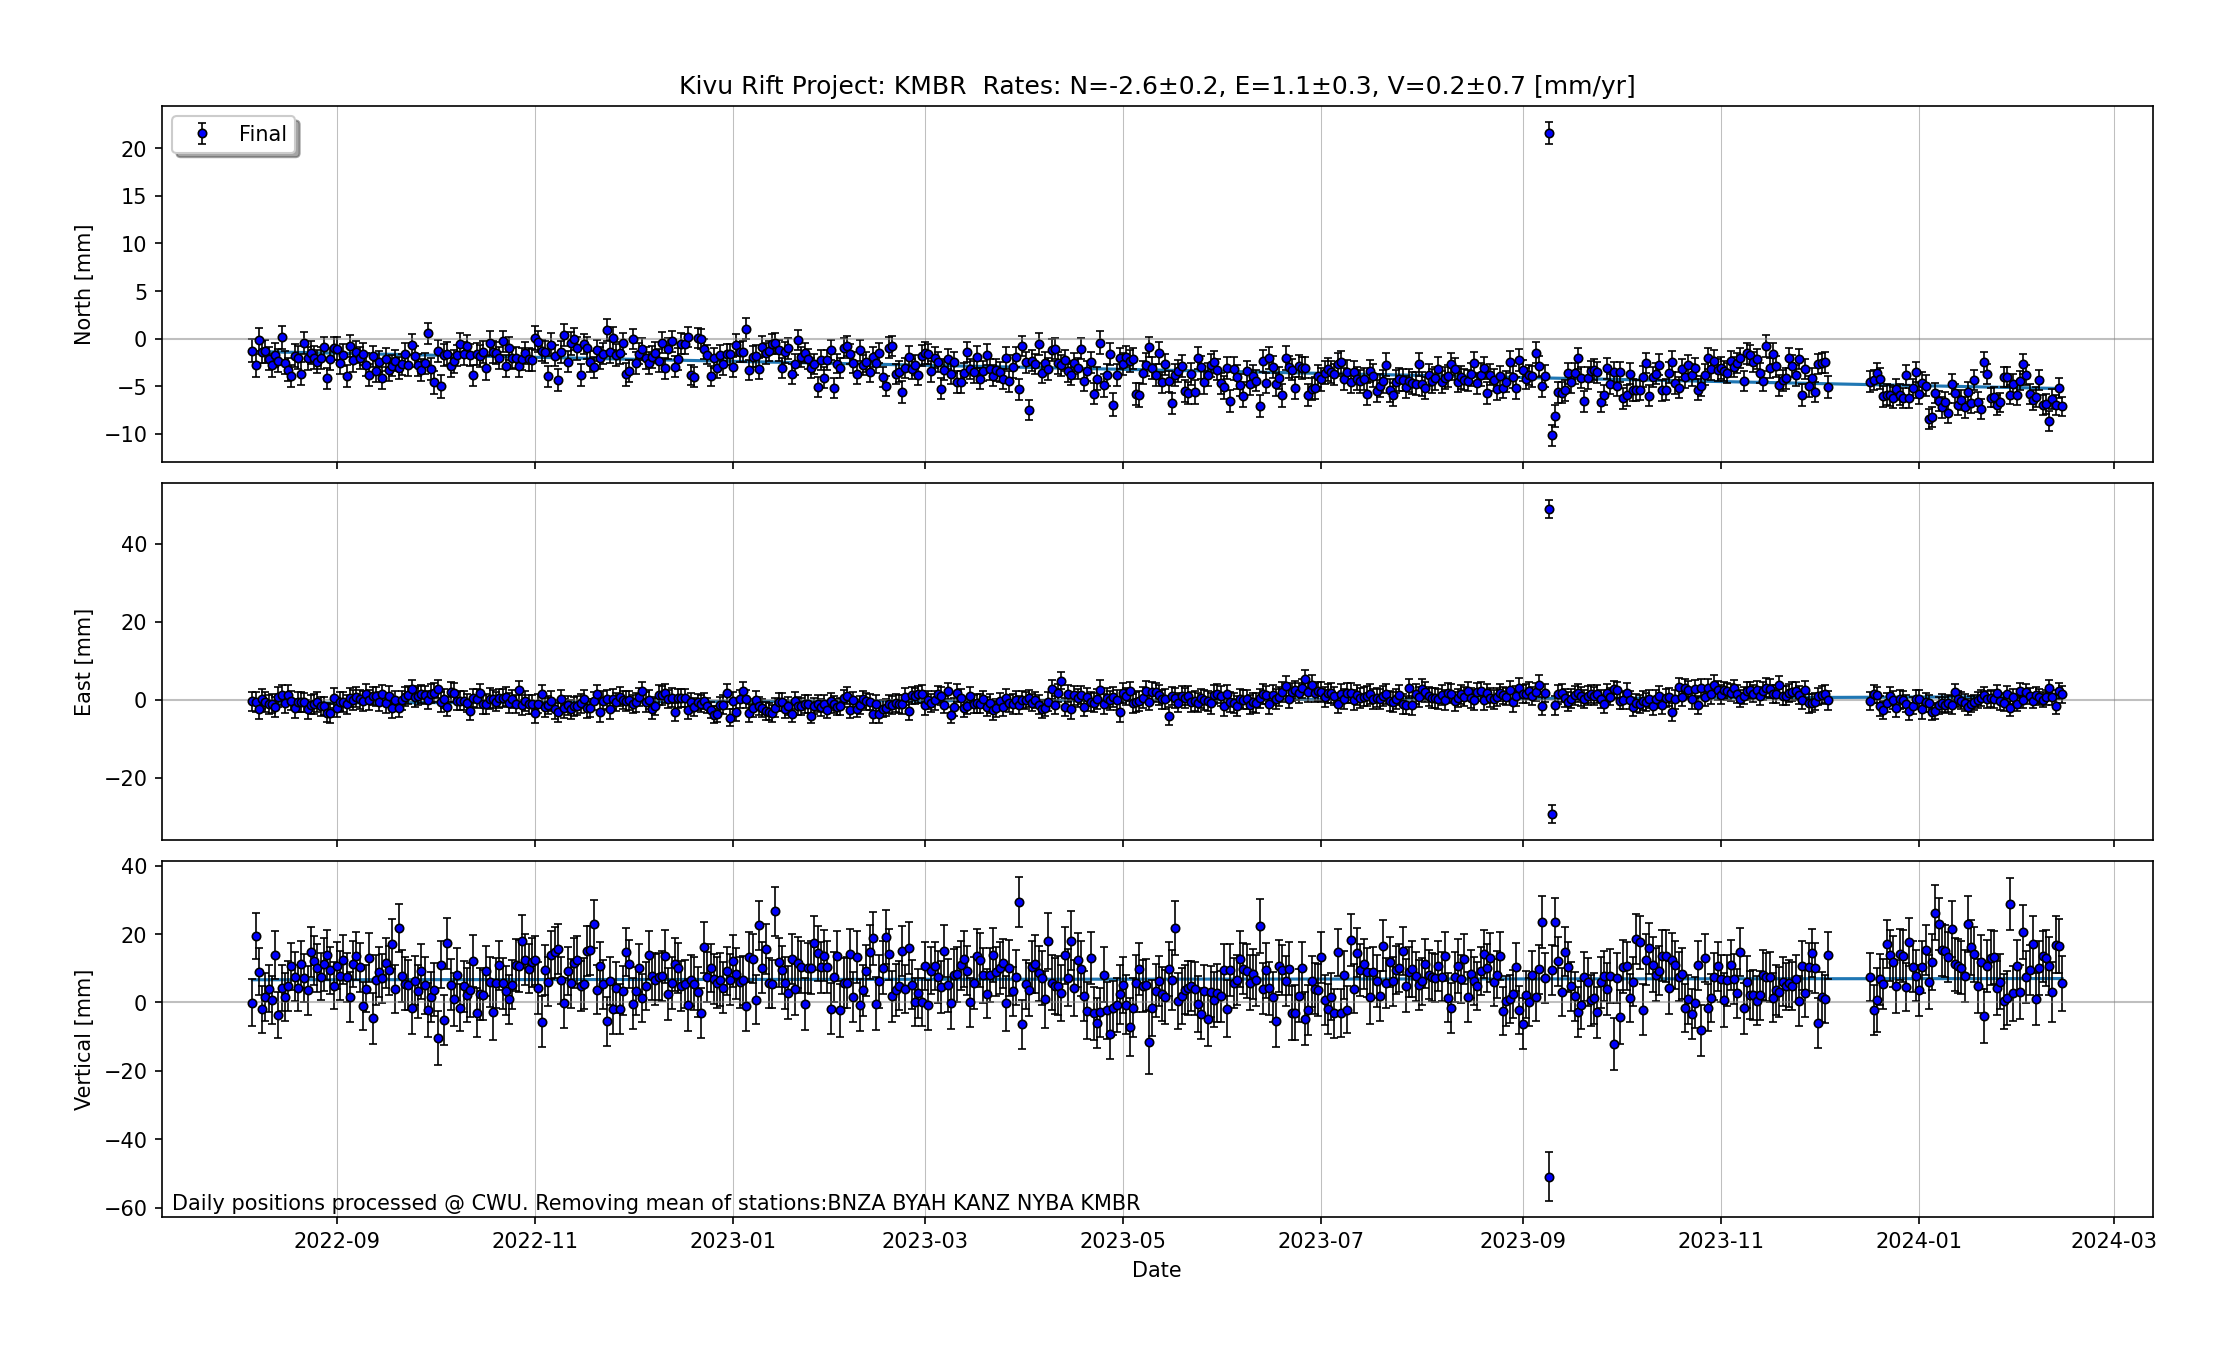 Kivu Rift Project: KMBR  Rates: N=-2.6±0.2, E=1.1±0.3, V=0.2±0.7 [mm/yr]
Final
North [mm]
20
15
10
5
0
−5
−10
East [mm]
40
20
0
−20
Vertical [mm]
40
20
0
−20
−40
−60
Daily positions processed @ CWU. Removing mean of stations:BNZA BYAH KANZ NYBA KMBR
2022-09 2022-11 2023-01 2023-03 2023-05 2023-07 2023-09 2023-11 2024-01 2024-03
Date